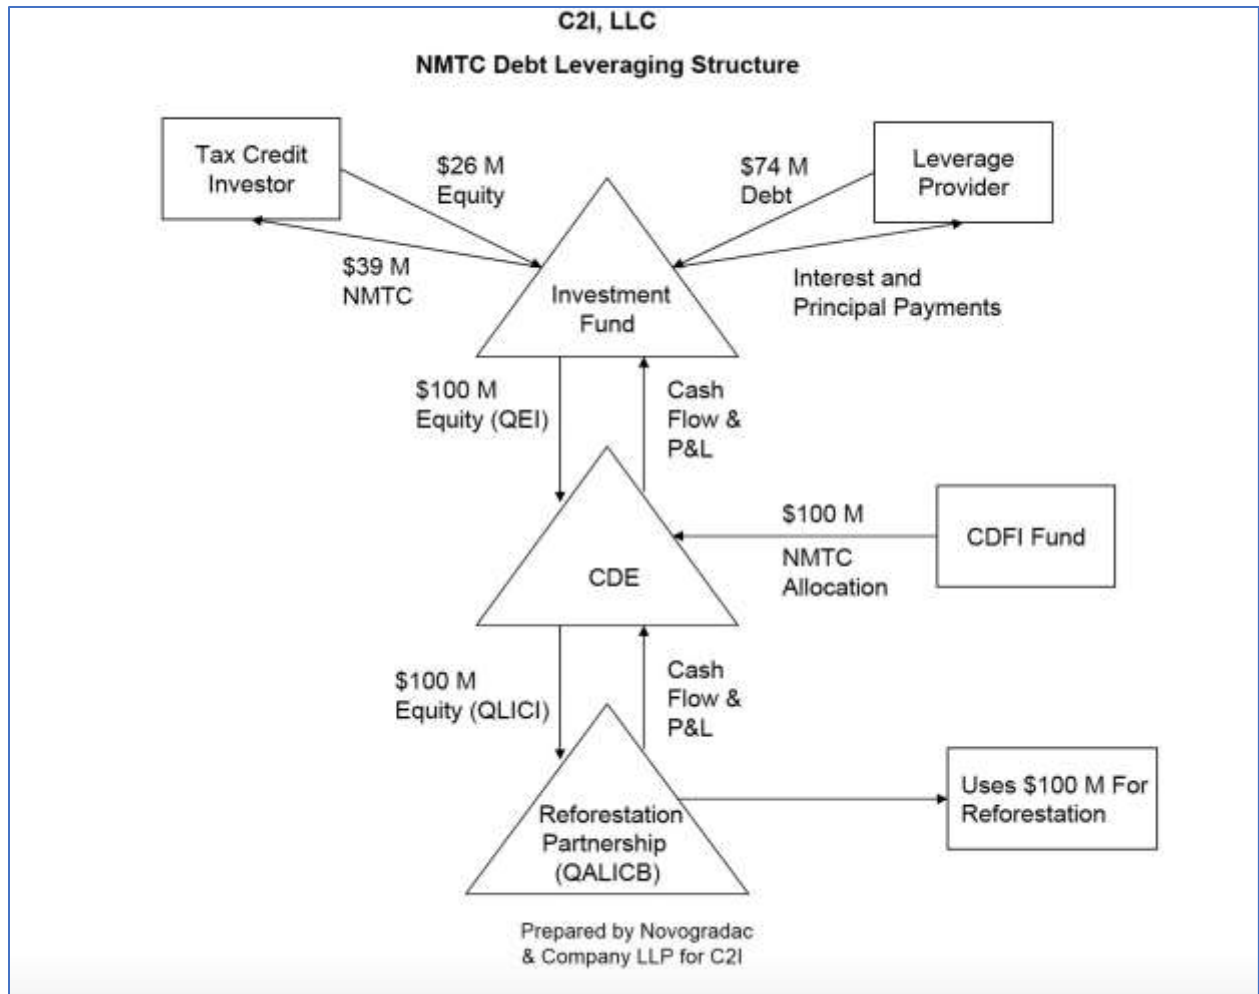 C2I, LLC
NMTC Debt Leveraging Structure
Tax Credit
Investor
$26 M
Equity
$74 M
Debt
Leverage
Provider
$39 M
NMTC
Investment
Fund
Interest and
Principal Payments
$100 M
Equity (QEI)
Cash
Flow &
P&L
CDE
$100 M
NMTC
Allocation
CDFI Fund
$100 M
Equity (QLICI)
Cash
Flow &
P&L
Reforestation
Partnership
(QALICB)
Uses $100 M For
Reforestation
Prepared by Novogradac
& Company LLP for C2I